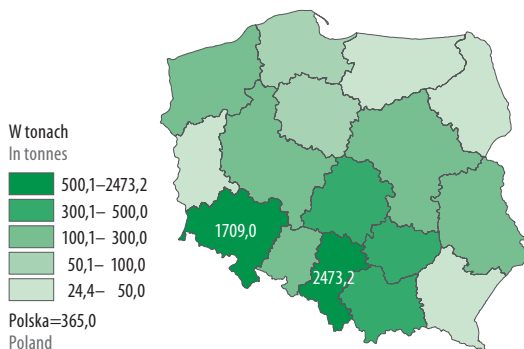 W tonach
In tonnes
500,1–2473,2
300,1– 500,0
100,1– 300,0
50,1– 100,0
24,4– 50,0
Polska=365,0
Poland
1709,0
2473,2